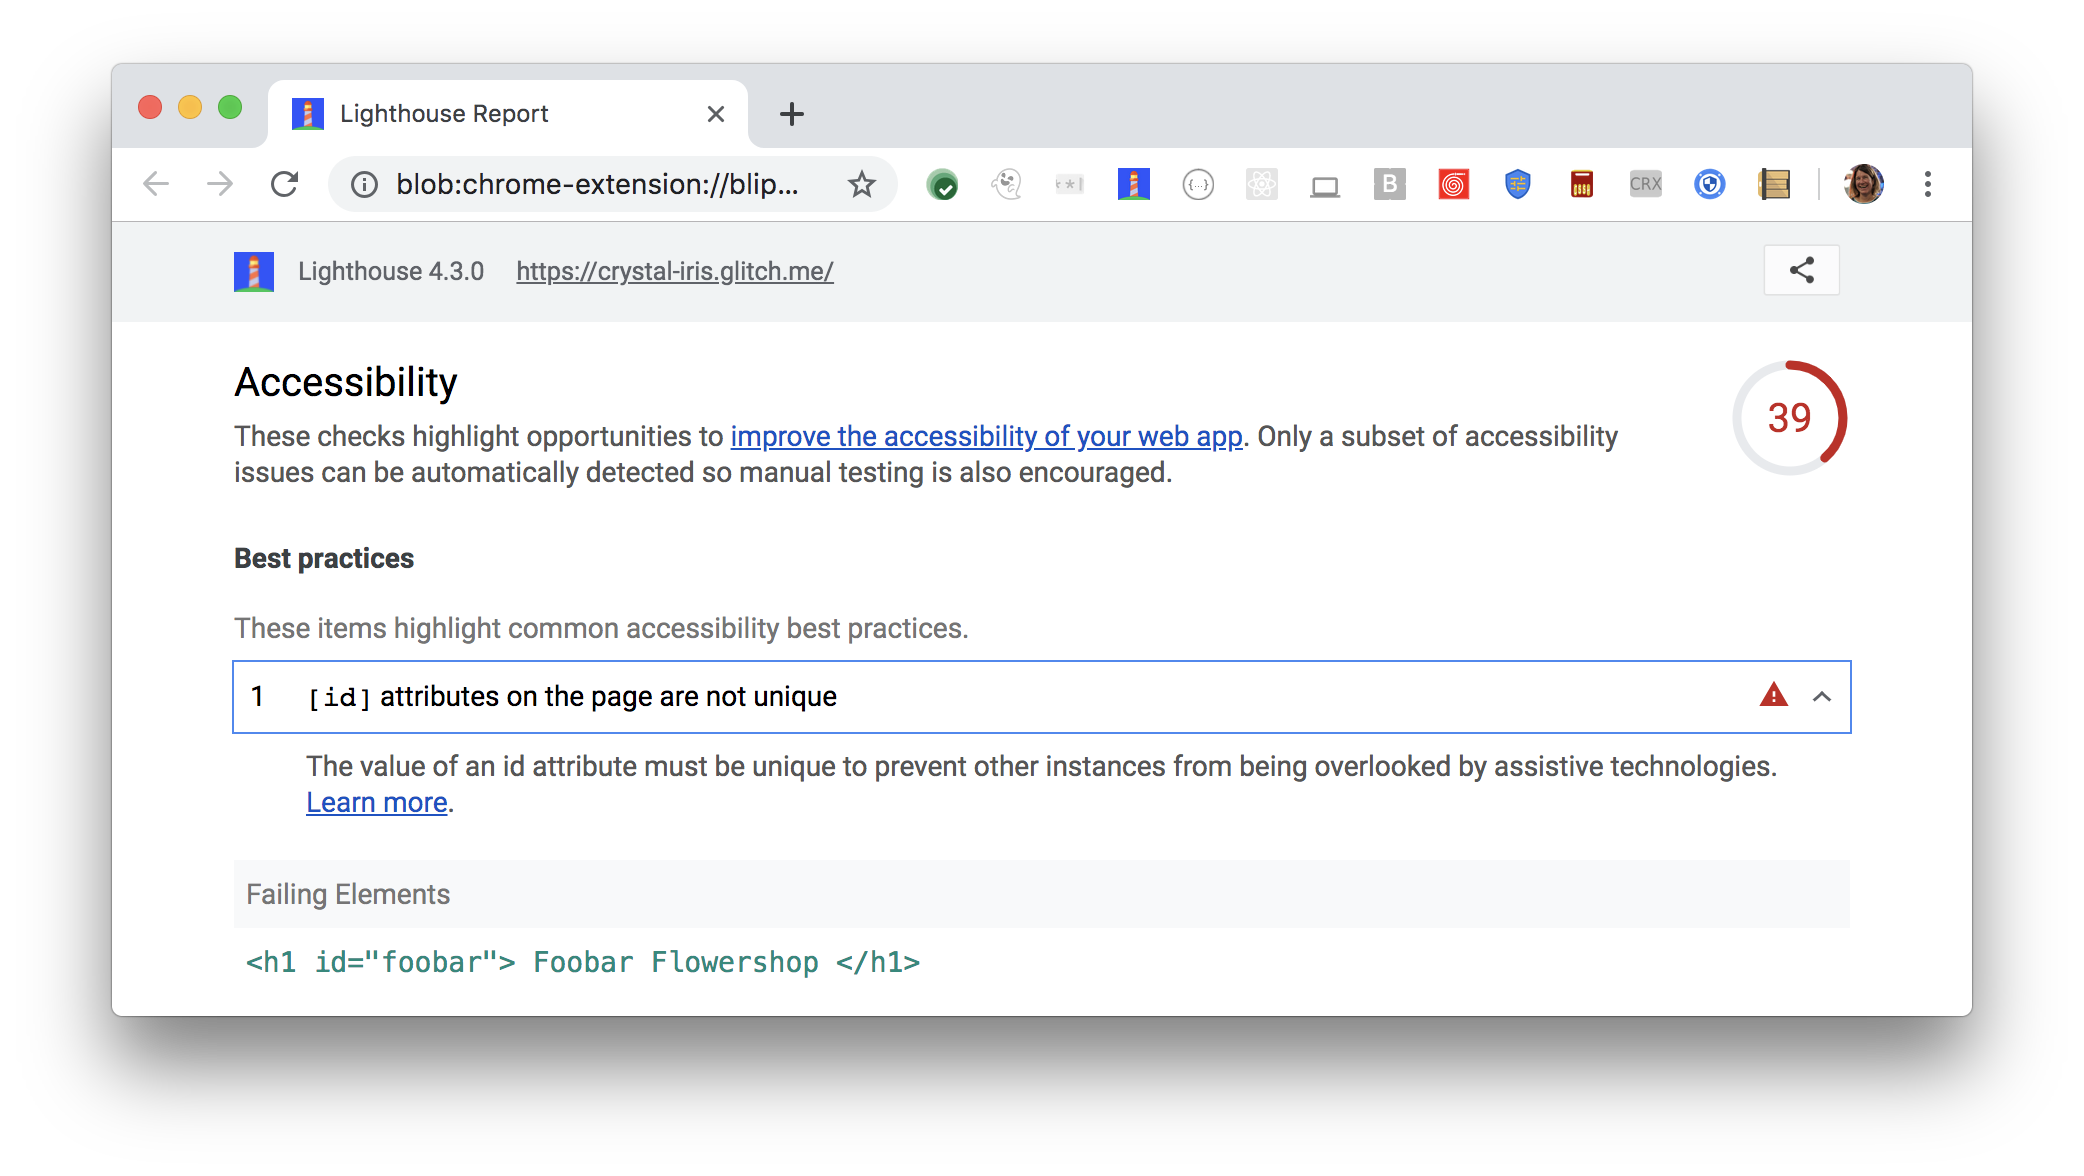 Lighthouse Report
blob:chrome-extension://blip...
{...}
B
CRX
Lighthouse 4.3.0 https://crystal-iris.glitch.me/
Accessibility
39
These checks highlight opportunities to improve the accessibility of your web app. Only a subset of accessibility
issues can be automatically detected so manual testing is also encouraged.
Best practices
These items highlight common accessibility best practices.
1 [id] attributes on the page are not unique
The value of an id attribute must be unique to prevent other instances from being overlooked by assistive technologies.
Learn more.
Failing Elements
<h1 id="foobar"> Foobar Flowershop </h1>